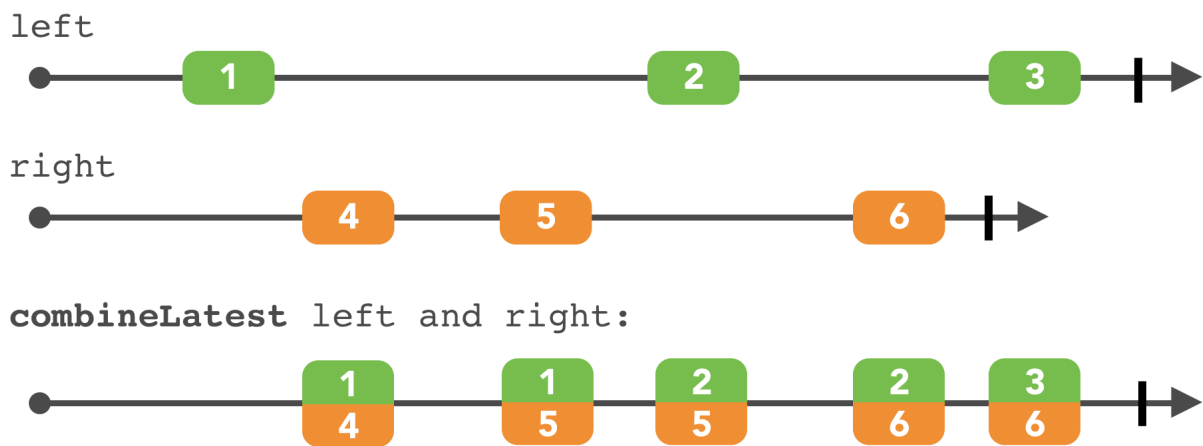 left
1 2 3
right
4 5 6
combineLatest left and right:
1 1 2 2 3
4 5 5 6 6